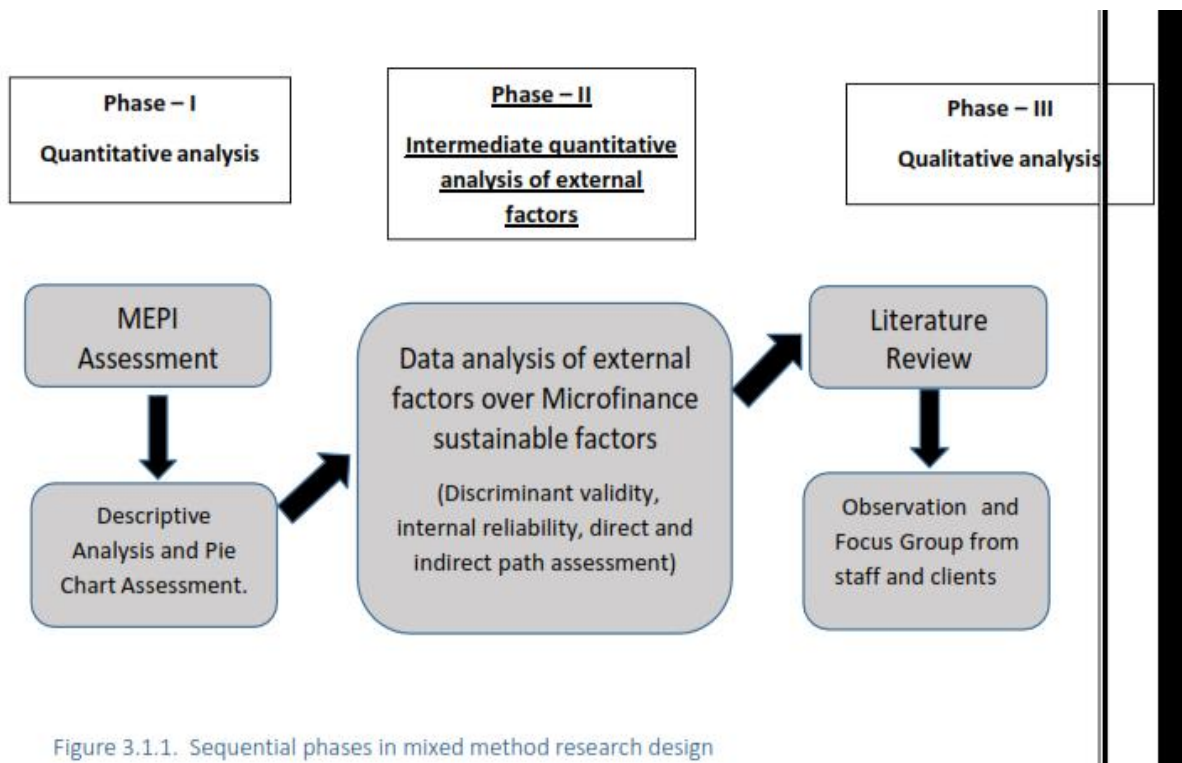 Phase – I
Quantitative analysis
Phase – II
Intermediate quantitative
analysis of external
factors
Phase – III
Qualitative analysis
MEPI
Assessment
Descriptive
Analysis and Pie
Chart Assessment.
Data analysis of external
factors over Microfinance
sustainable factors
(Discriminant validity,
internal reliability, direct and
indirect path assessment)
Literature
Review
Observation and
Focus Group from
staff and clients
Figure 3.1.1. Sequential phases in mixed method research design